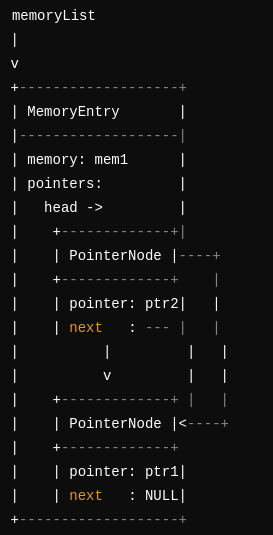 memoryList
|
v
+-------------------+
| MemoryEntry       |
|-------------------|
| memory: mem1      |
| pointers:         |
|   head ->         |
|    +-------------+|
|    | PointerNode |----+
|    +-------------+    |
|    | pointer: ptr2|   |
|    | next   : --- |   |
|          |         |   |
|          v         |   |
|    +-------------+ |   |
|    | PointerNode |<----+
|    +-------------+
|    | pointer: ptr1|
|    | next   : NULL|
+-------------------+